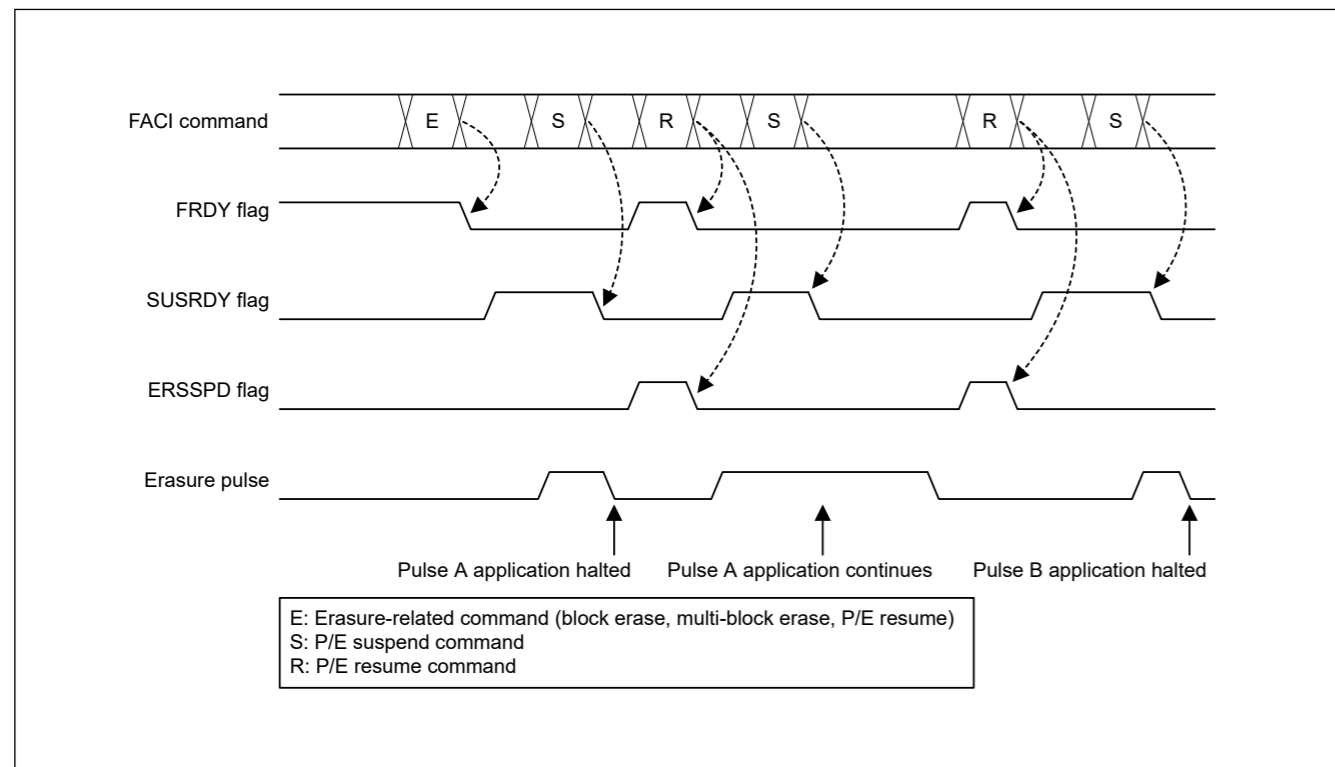 FACI command
E
S
R
S
R
S
FRDY flag
SUSRDY flag
ERSSPD flag
Erasure pulse
Pulse A application halted
Pulse A application continues
Pulse B application halted
E: Erasure-related command (block erase, multi-block erase, P/E resume)
S: P/E suspend command
R: P/E resume command